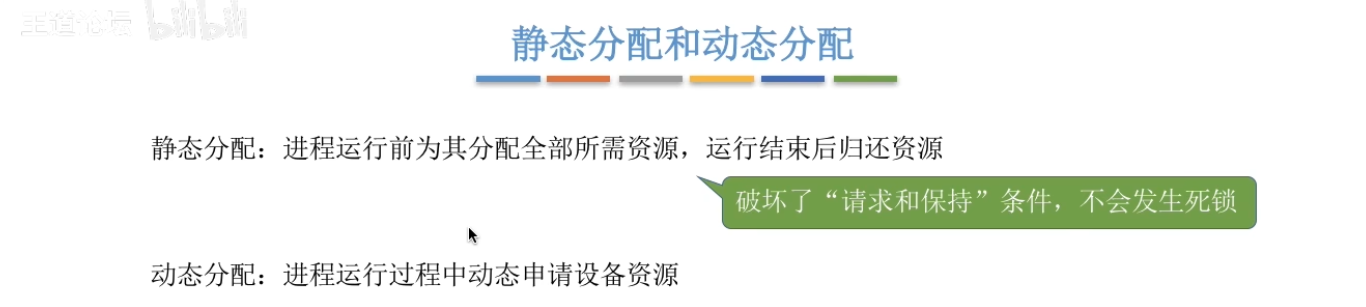 王道论坛 bilibili
静态分配和动态分配
静态分配：进程运行前为其分配全部所需资源，运行结束后归还资源
破坏了“请求和保持”条件，不会发生死锁
动态分配：进程运行过程中动态申请设备资源